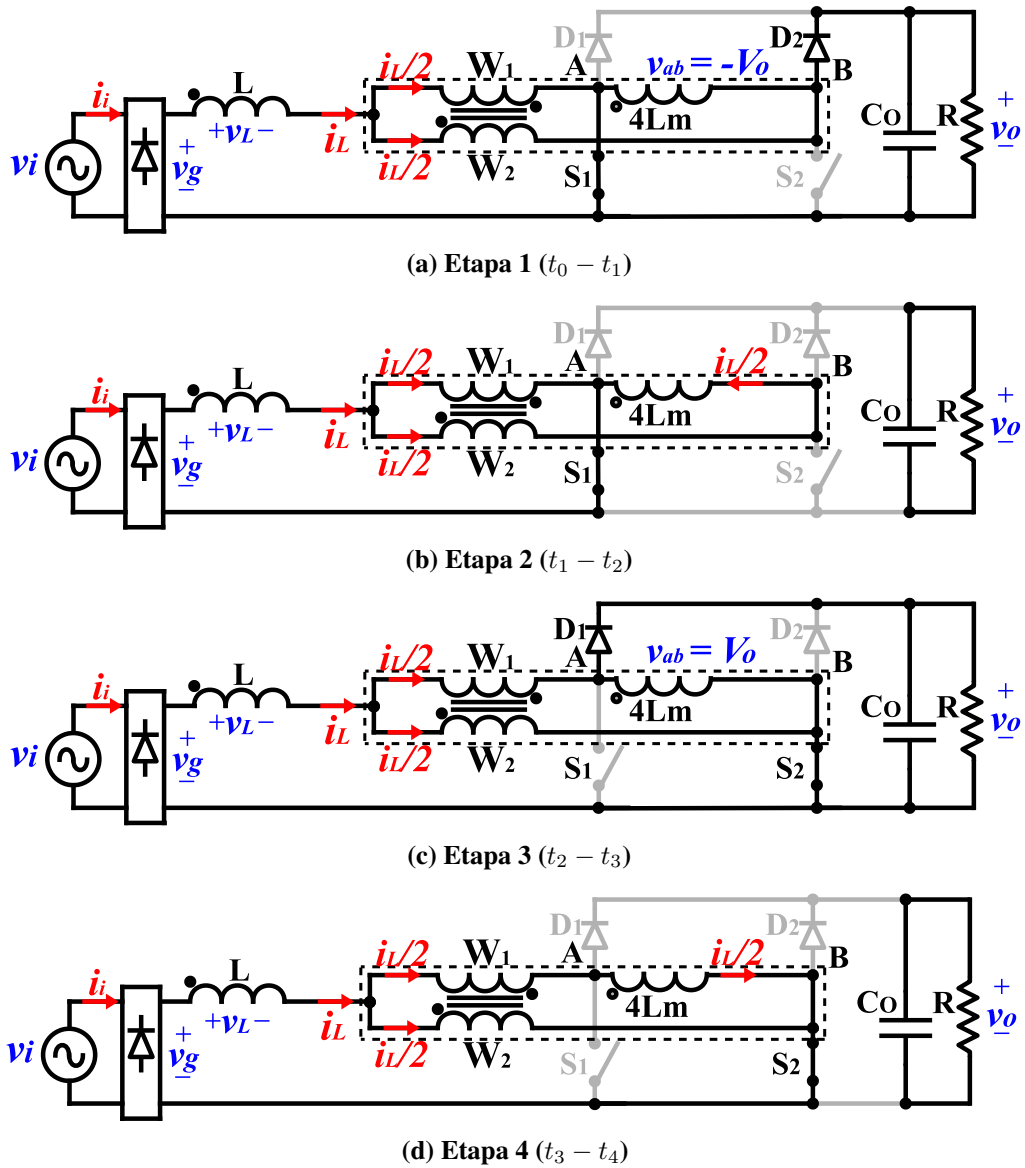 D1 D2
L W1 A vab = -Vo B
ii iL/2
+vL− iL 4Lm CO R + vo −
vi + vg − iL/2 W2 S1 S2
(a) Etapa 1 (t0 − t1)
D1 D2
L W1 A iL/2 B
ii iL/2
+vL− iL 4Lm CO R + vo −
vi + vg − iL/2 W2 S1 S2
(b) Etapa 2 (t1 − t2)
D1 D2
L W1 A vab = Vo B
ii iL/2
+vL− iL 4Lm CO R + vo −
vi + vg − iL/2 W2 S1 S2
(c) Etapa 3 (t2 − t3)
D1 D2
L W1 A iL/2 B
ii iL/2
+vL− iL 4Lm CO R + vo −
vi + vg − iL/2 W2 S1 S2
(d) Etapa 4 (t3 − t4)